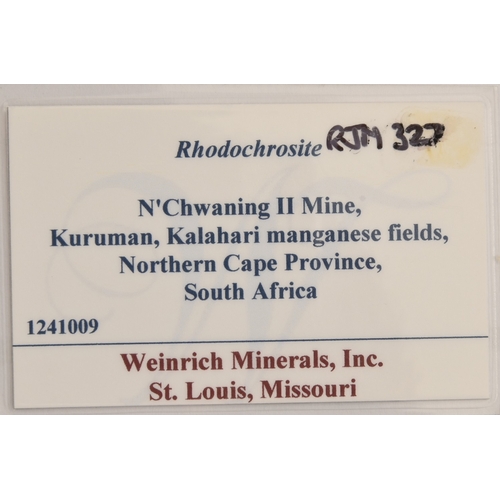 Rhodochrosite RJM 327
N'Chwaning II Mine,
Kuruman, Kalahari manganese fields,
Northern Cape Province,
South Africa
1241009
Weinrich Minerals, Inc.
St. Louis, Missouri